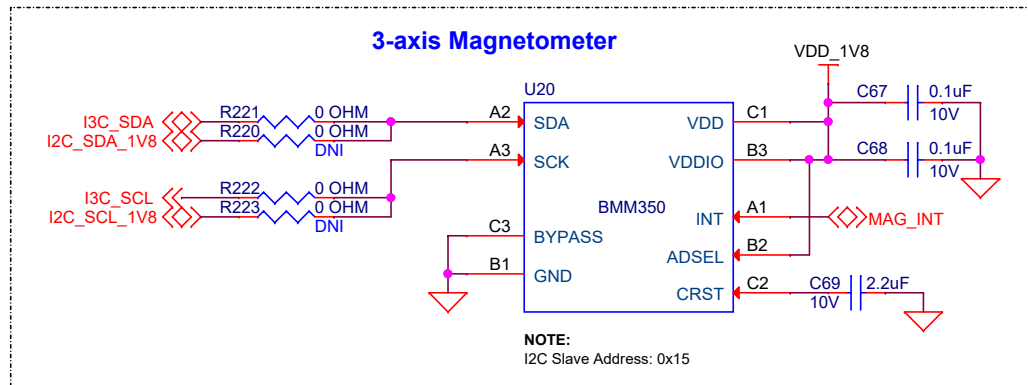 3-axis Magnetometer
VDD_1V8
U20
C67 0.1uF
10V
I3C_SDA R221 0 OHM A2 SDA VDD C1
I2C_SDA_1V8 R220 0 OHM
DNI
A3 SCK VDDIO B3 C68 0.1uF
10V
I3C_SCL R222 0 OHM
I2C_SCL_1V8 R223 0 OHM
DNI
BMM350
INT A1 MAG_INT
C3 BYPASS
ADSEL B2
B1 GND
CRST C2 C69 2.2uF
10V
NOTE:
I2C Slave Address: 0x15